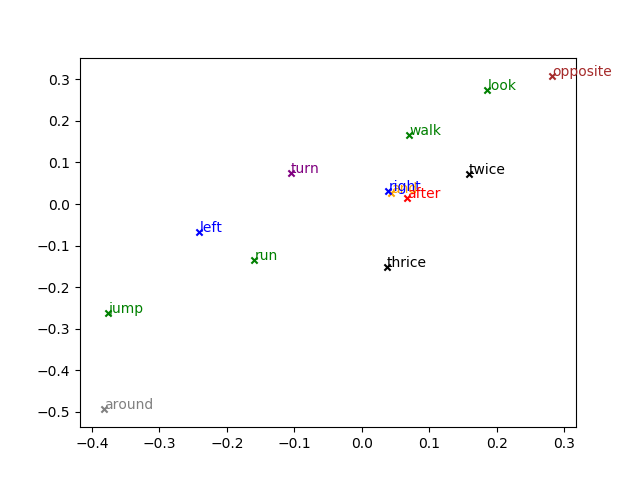 opposite
look
walk
turn
twice
right
after
left
run
thrice
jump
around
0.3
0.2
0.1
0.0
−0.1
−0.2
−0.3
−0.4
−0.5
−0.4 −0.3 −0.2 −0.1 0.0 0.1 0.2 0.3